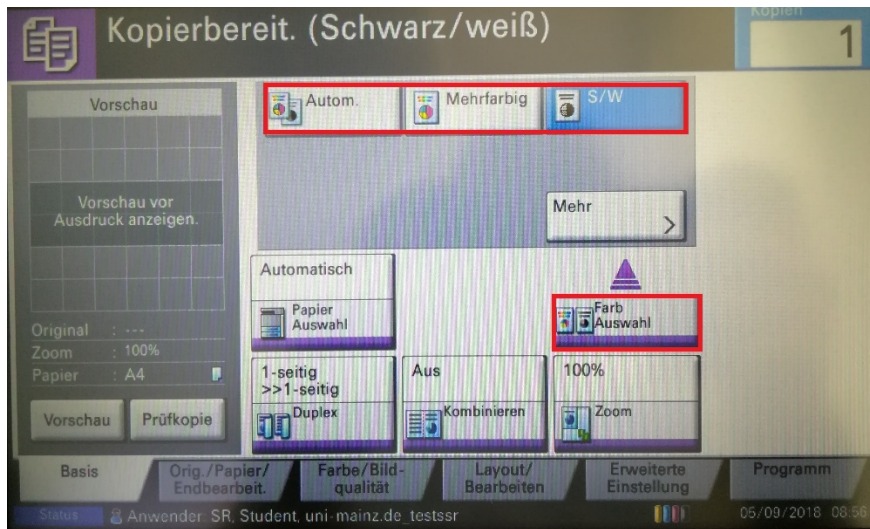 Kopierbereit. (Schwarz/weiß)
Kopien
1
Vorschau
Vorschau vor
Ausdruck anzeigen.
Original : ---
Zoom : 100%
Papier : A4
Vorschau
Prüfkopie
Autom.
Mehrfarbig
S/W
Mehr
Automatisch
Papier
Auswahl
Farb
Auswahl
1-seitig
>>1-seitig
Duplex
Aus
Kombinieren
100%
Zoom
Basis
Orig./Papier/
Endbearbeit.
Farbe/Bild-
qualität
Layout/
Bearbeiten
Erweiterte
Einstellung
Programm
Status
Anwender: SR, Student, uni-mainz.de_testssr
05/09/2018 08:56